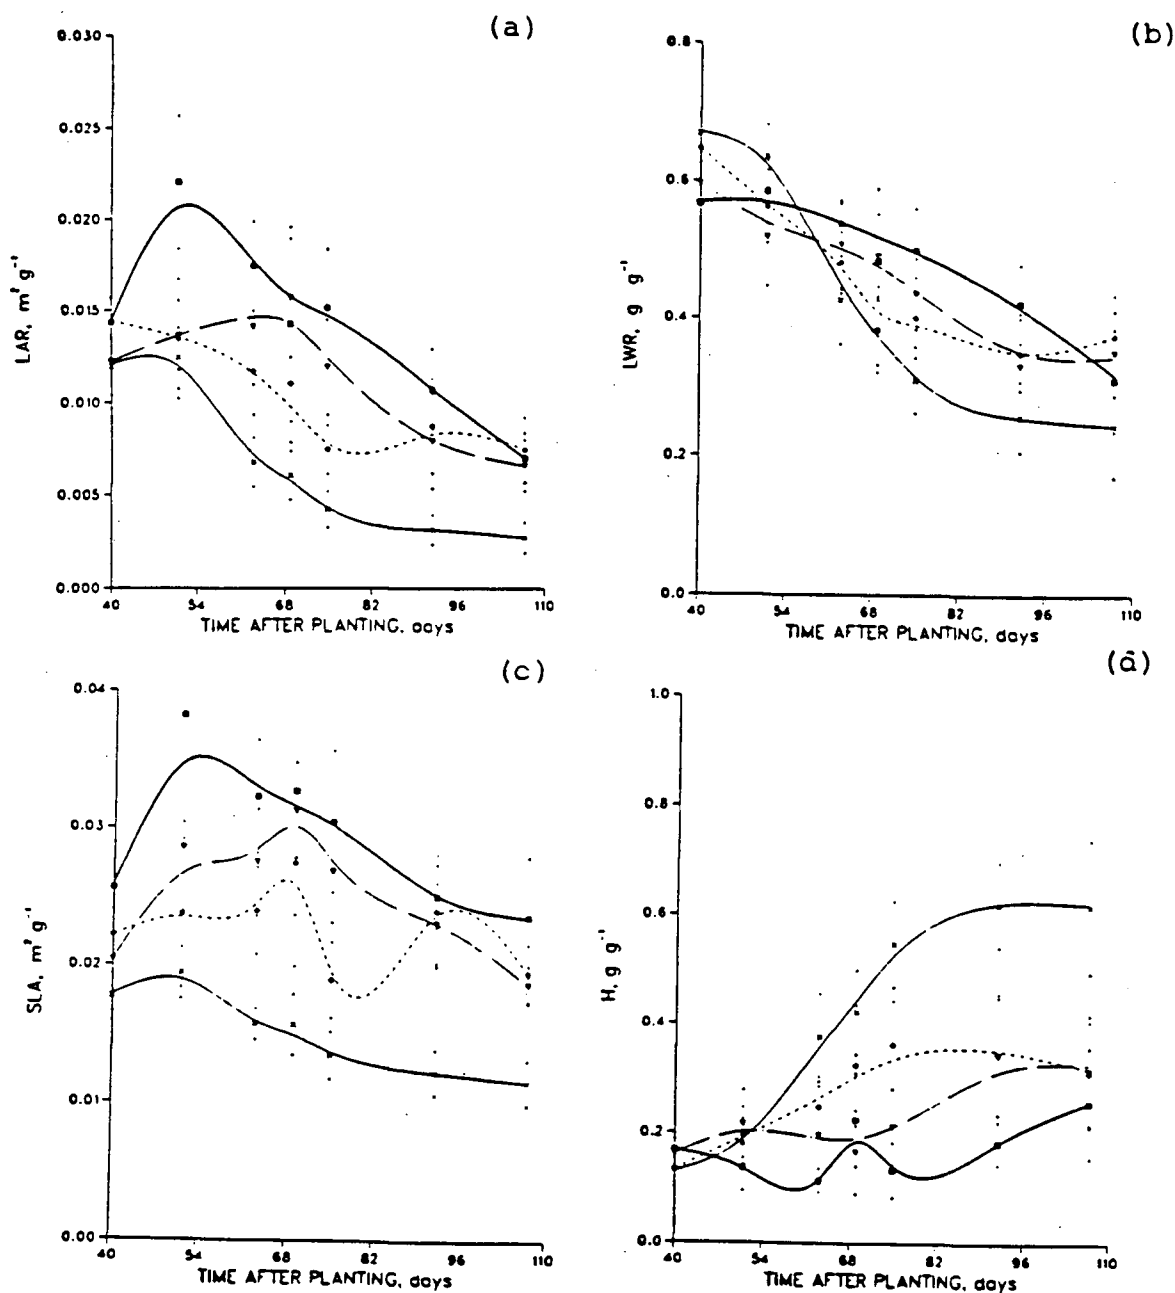 (a)
0.030
0.025
0.020
0.015
0.010
0.005
0.000
LAR, m² g⁻¹
40 54 68 82 96 110
TIME AFTER PLANTING, days
(b)
0.8
0.6
0.4
0.2
0.0
LWR, g g⁻¹
40 54 68 82 96 110
TIME AFTER PLANTING, days
(c)
0.04
0.03
0.02
0.01
0.00
SLA, m² g⁻¹
40 54 68 82 96 110
TIME AFTER PLANTING, days
(d)
1.0
0.8
0.6
0.4
0.2
0.0
H, g g⁻¹
40 54 68 82 96 110
TIME AFTER PLANTING, days